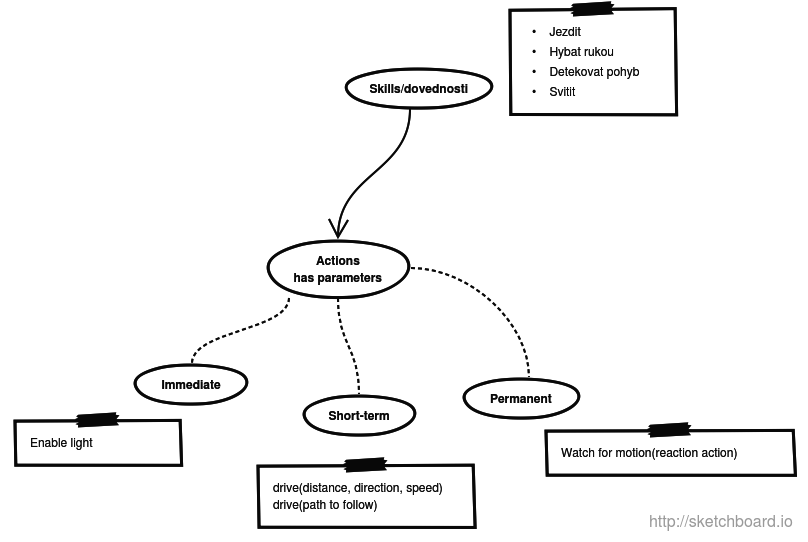 • Jezdit
• Hybat rukou
• Detekovat pohyb
• Svitit
Skills/dovednosti
Actions
has parameters
Immediate
Short-term
Permanent
Enable light
drive(distance, direction, speed)
drive(path to follow)
Watch for motion(reaction action)
http://sketchboard.io